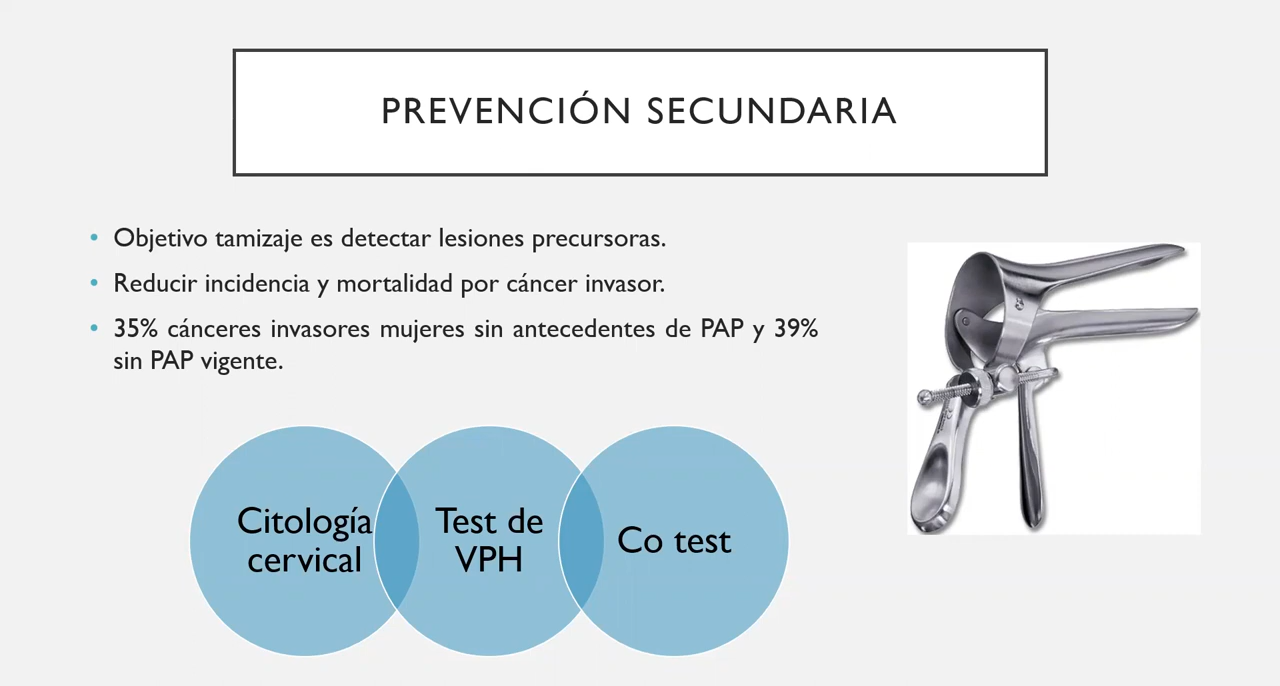 PREVENCIÓN SECUNDARIA
• Objetivo tamizaje es detectar lesiones precursoras.
• Reducir incidencia y mortalidad por cáncer invasor.
• 35% cánceres invasores mujeres sin antecedentes de PAP y 39%
sin PAP vigente.
Citología
cervical
Test de
VPH
Co test